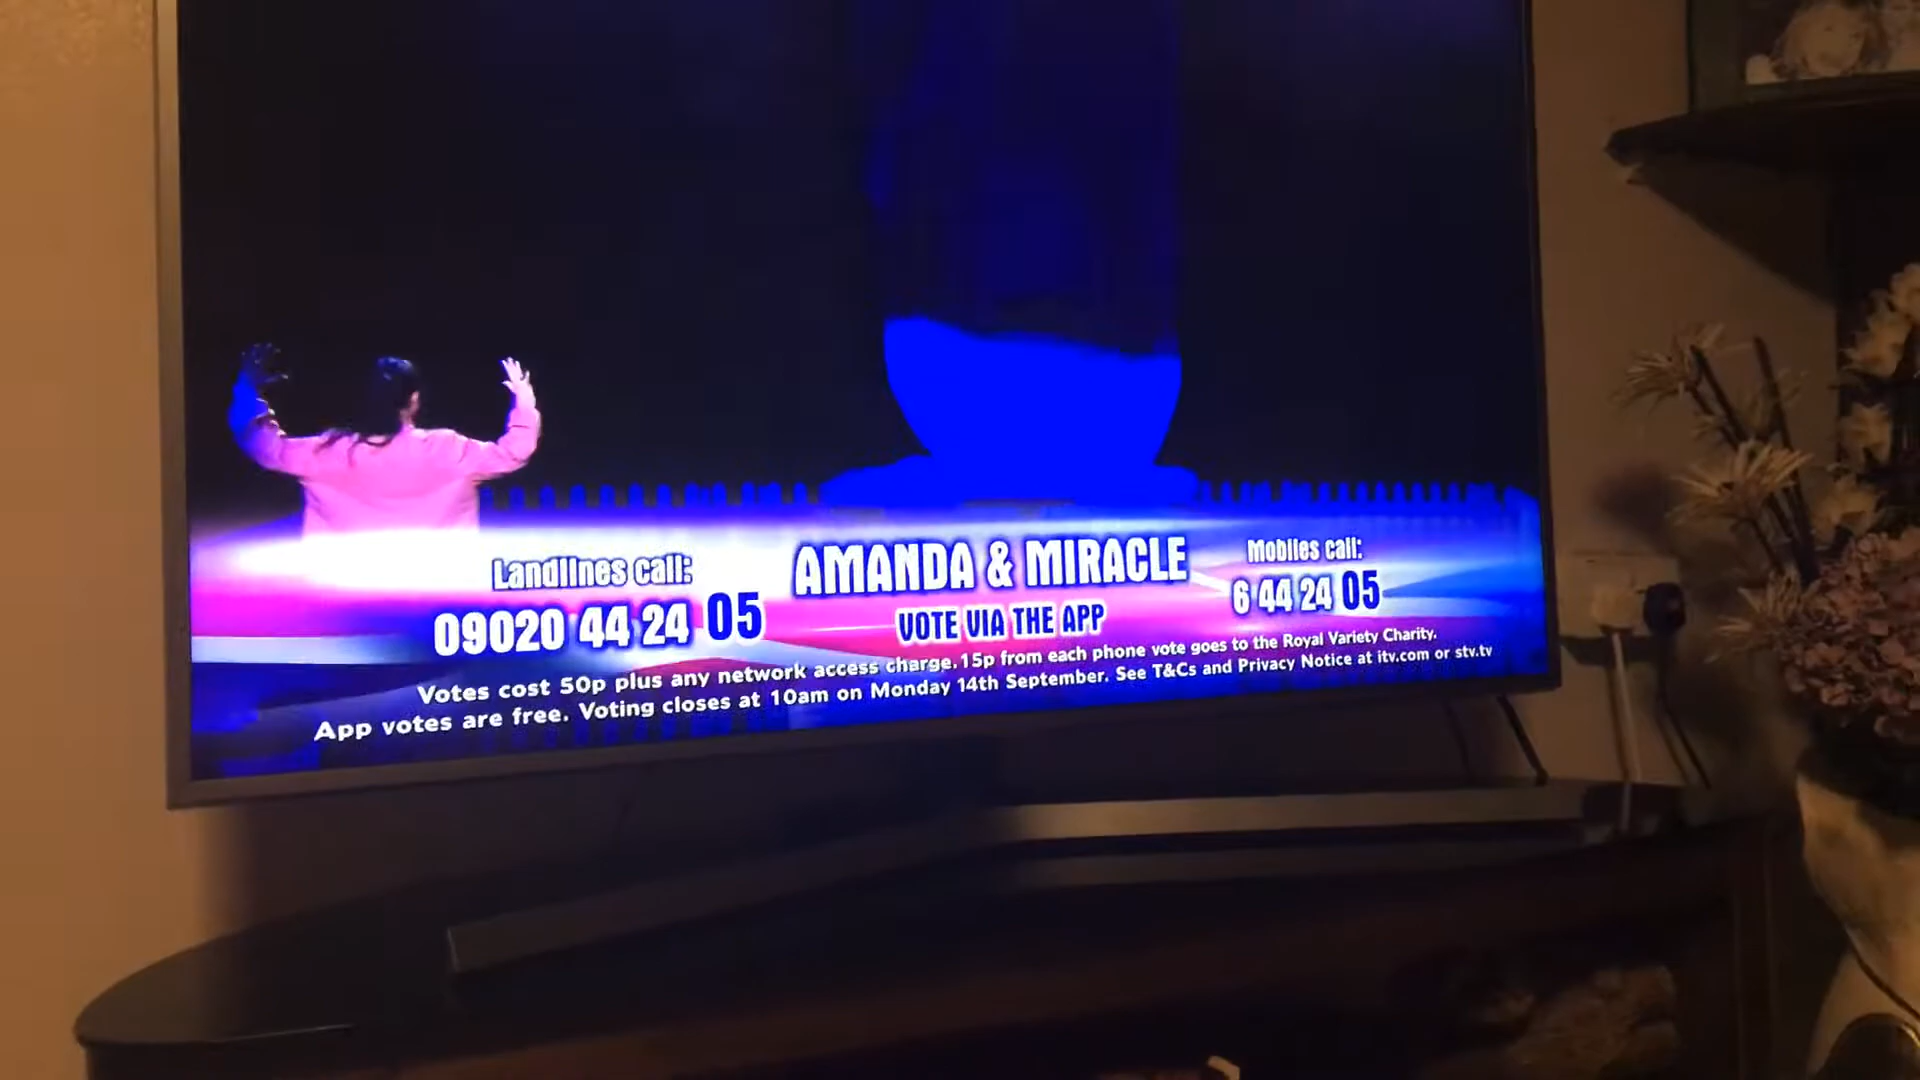 Landlines call:
09020 44 24 05
AMANDA & MIRACLE
VOTE VIA THE APP
Mobiles call:
6 44 24 05
Votes cost 50p plus any network access charge. 15p from each phone vote goes to the Royal Variety Charity.
App votes are free. Voting closes at 10am on Monday 14th September. See T&Cs and Privacy Notice at itv.com or stv.tv